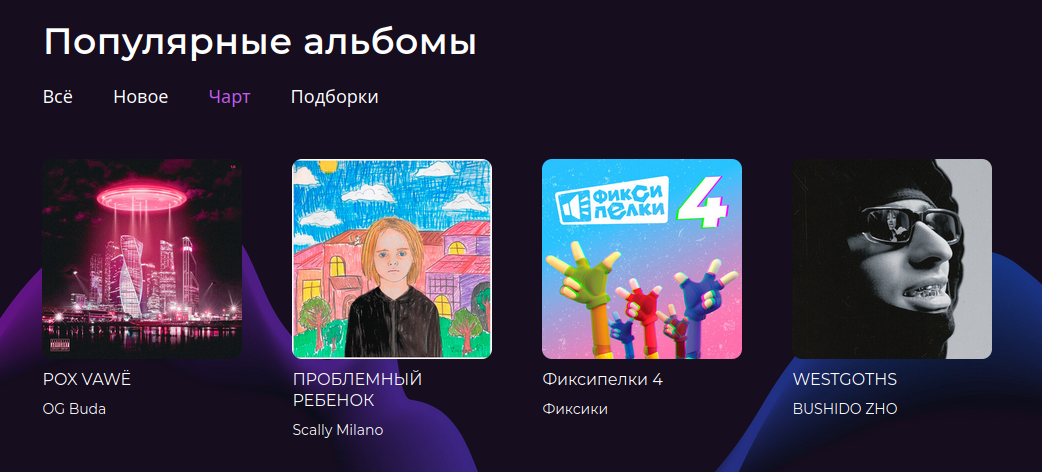 Популярные альбомы
Всё Новое Чарт Подборки
ФИКСИ
ПЕЛКИ 4
POX VAWË
OG Buda
ПРОБЛЕМНЫЙ
РЕБЕНОК
Scally Milano
Фиксипелки 4
Фиксики
WESTGOTHS
BUSHIDO ZHO